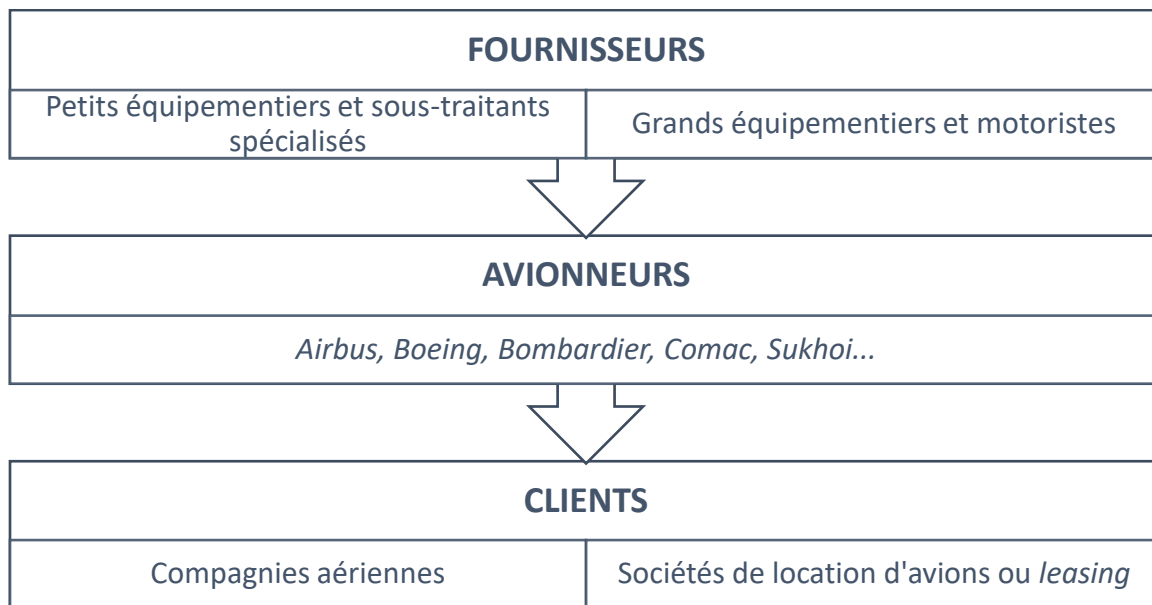 FOURNISSEURS
Petits équipementiers et sous-traitants
spécialisés
Grands équipementiers et motoristes
AVIONNEURS
Airbus, Boeing, Bombardier, Comac, Sukhoi...
CLIENTS
Compagnies aériennes
Sociétés de location d'avions ou leasing